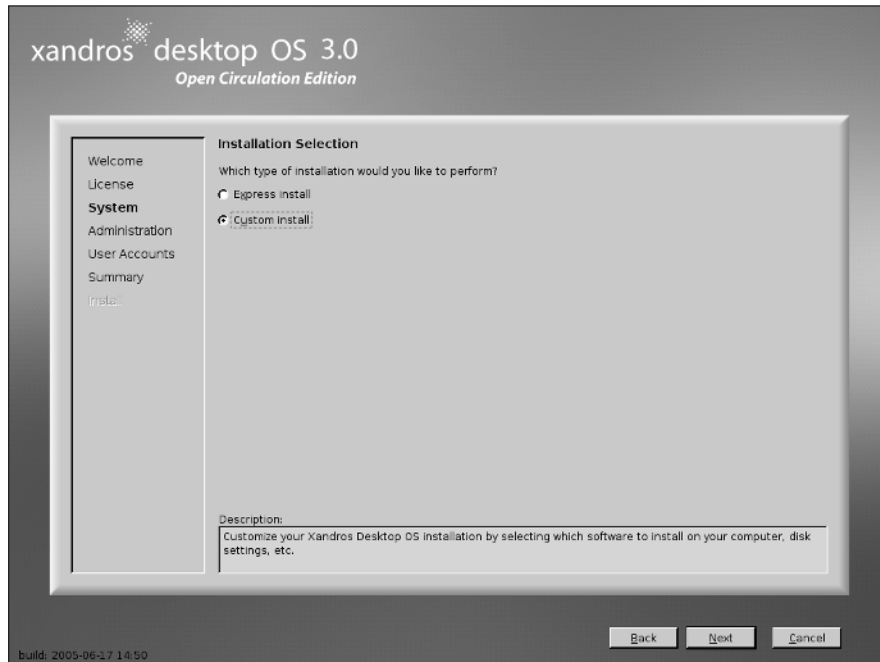 xandros desktop OS 3.0
Open Circulation Edition
Welcome
License
System
Administration
User Accounts
Summary
Install
Installation Selection
Which type of installation would you like to perform?
Express install
Custom install
Description:
Customize your Xandros Desktop OS installation by selecting which software to install on your computer, disk
settings, etc.
Back
Next
Cancel
build: 2005-06-17 14:50